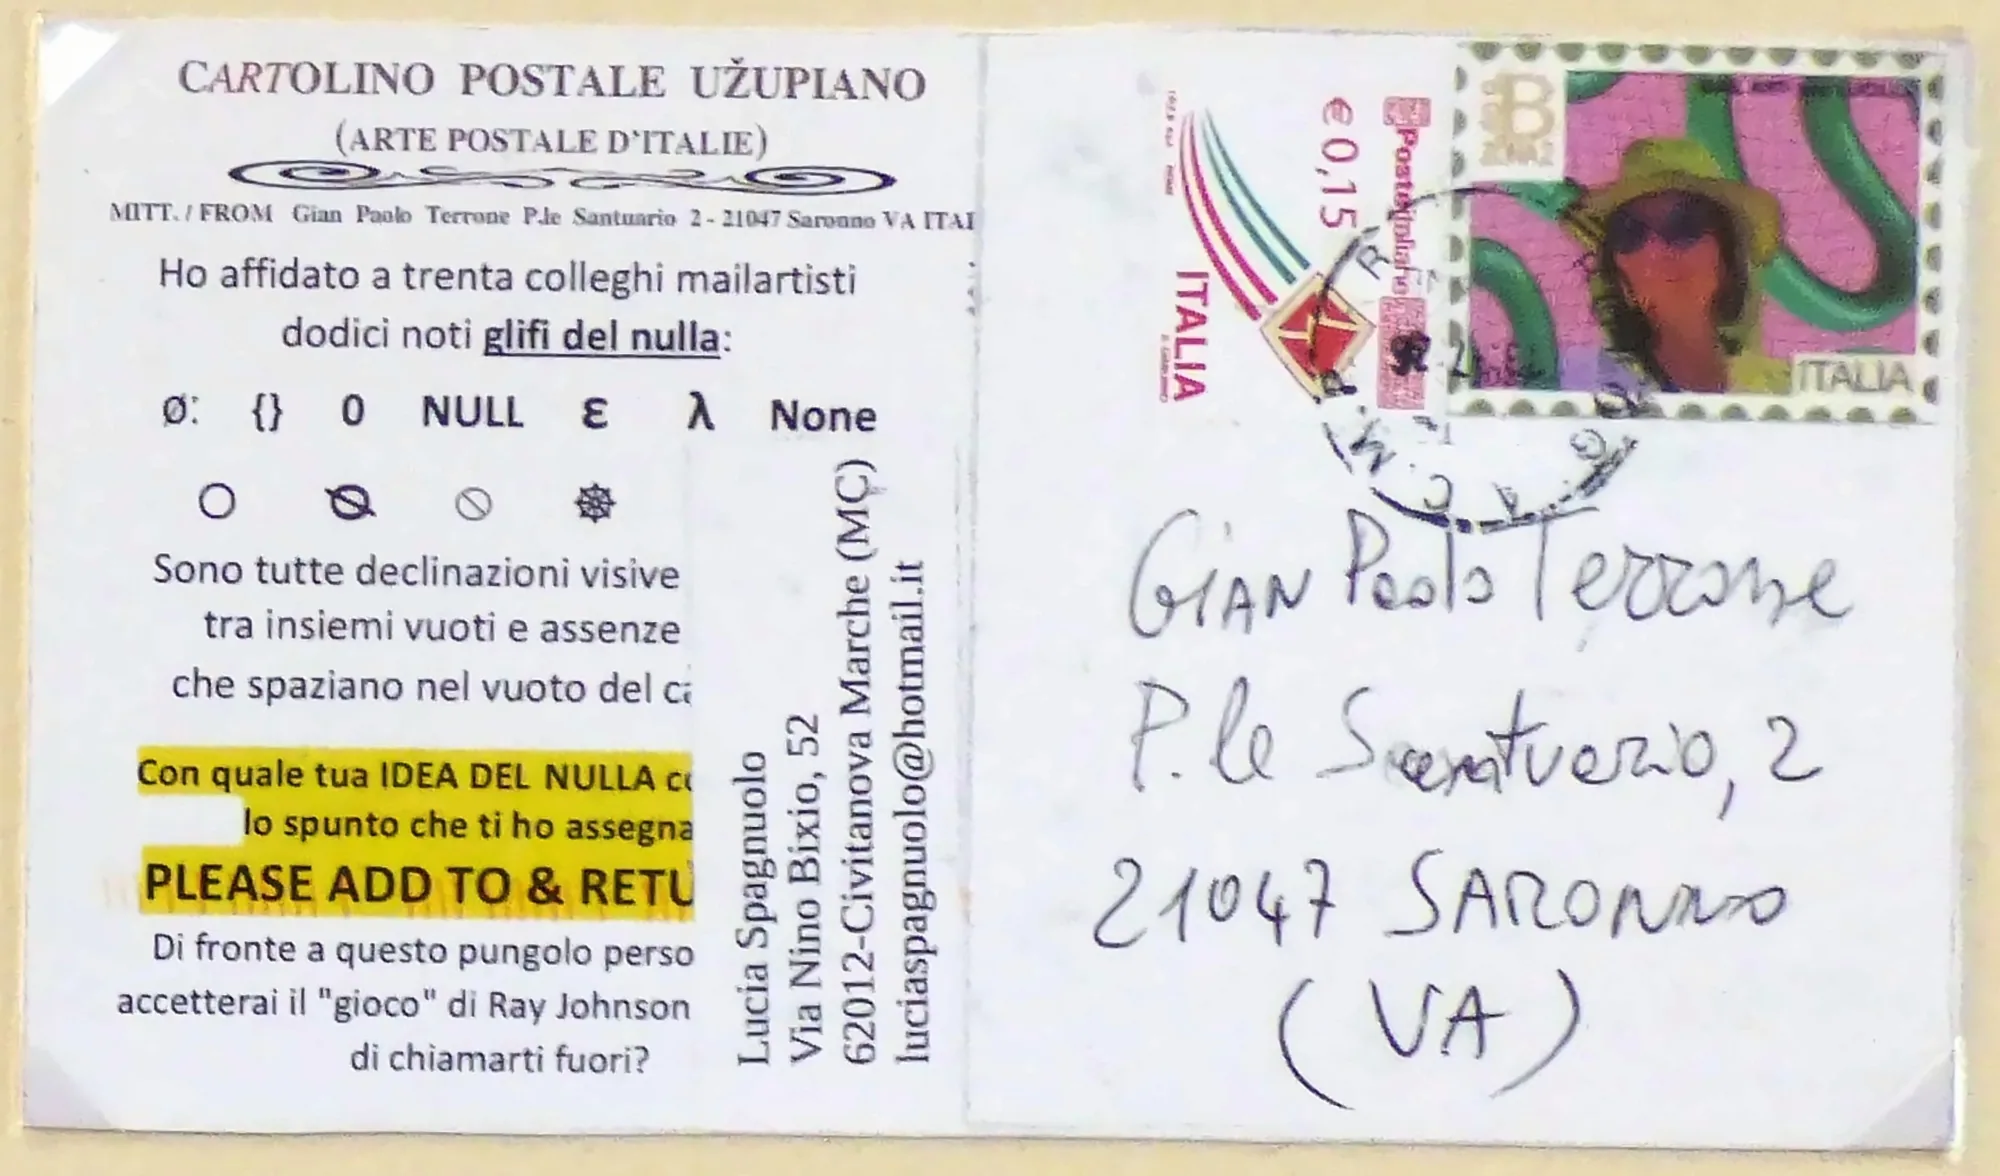 CARTOLINO POSTALE UŽUPIANO
(ARTE POSTALE D'ITALIE)
MITT. / FROM Gian Paolo Terrone P.le Santuario 2 - 21047 Saronno VA ITAI
Ho affidato a trenta colleghi mailartisti
dodici noti glifi del nulla:
Ø: {} 0 NULL ε λ None
Sono tutte declinazioni visive
tra insiemi vuoti e assenze
che spaziano nel vuoto del ca
Con quale tua IDEA DEL NULLA co
lo spunto che ti ho assegna
PLEASE ADD TO & RETU
Di fronte a questo pungolo perso
accetterai il "gioco" di Ray Johnson
di chiamarti fuori?
Lucia Spagnuolo
Via Nino Bixio, 52
62012-Civitanova Marche (MC)
luciaspagnuolo@hotmail.it
ITALIA
€ 0,15
Posteitaliane
ITALIA
Gian Paolo Terrone
P.le Santuario, 2
21047 SARONNO
(VA)